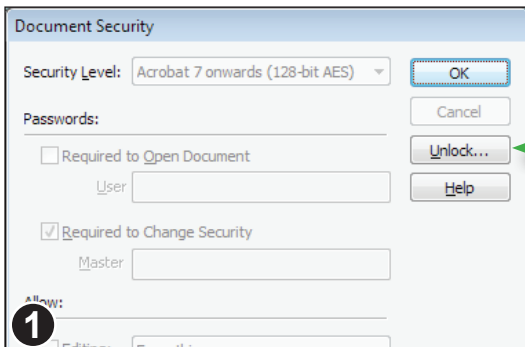 Document Security
Security Level: Acrobat 7 onwards (128-bit AES) OK
Passwords: Cancel
Required to Open Document Unlock...
User Help
Required to Change Security
Master
Allow:
1
Editing: